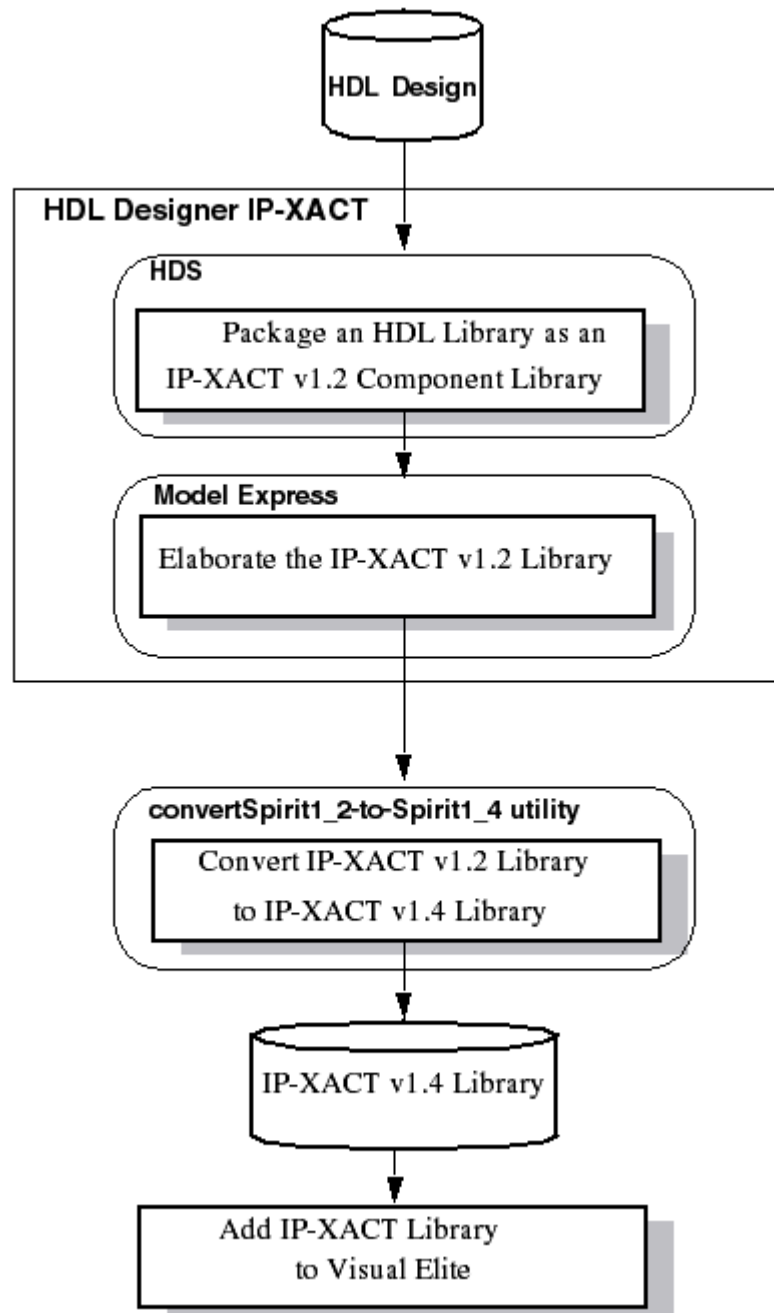 HDL Design
HDL Designer IP-XACT
HDS
Package an HDL Library as an
IP-XACT v1.2 Component Library
Model Express
Elaborate the IP-XACT v1.2 Library
convertSpirit1_2-to-Spirit1_4 utility
Convert IP-XACT v1.2 Library
to IP-XACT v1.4 Library
IP-XACT v1.4 Library
Add IP-XACT Library
to Visual Elite